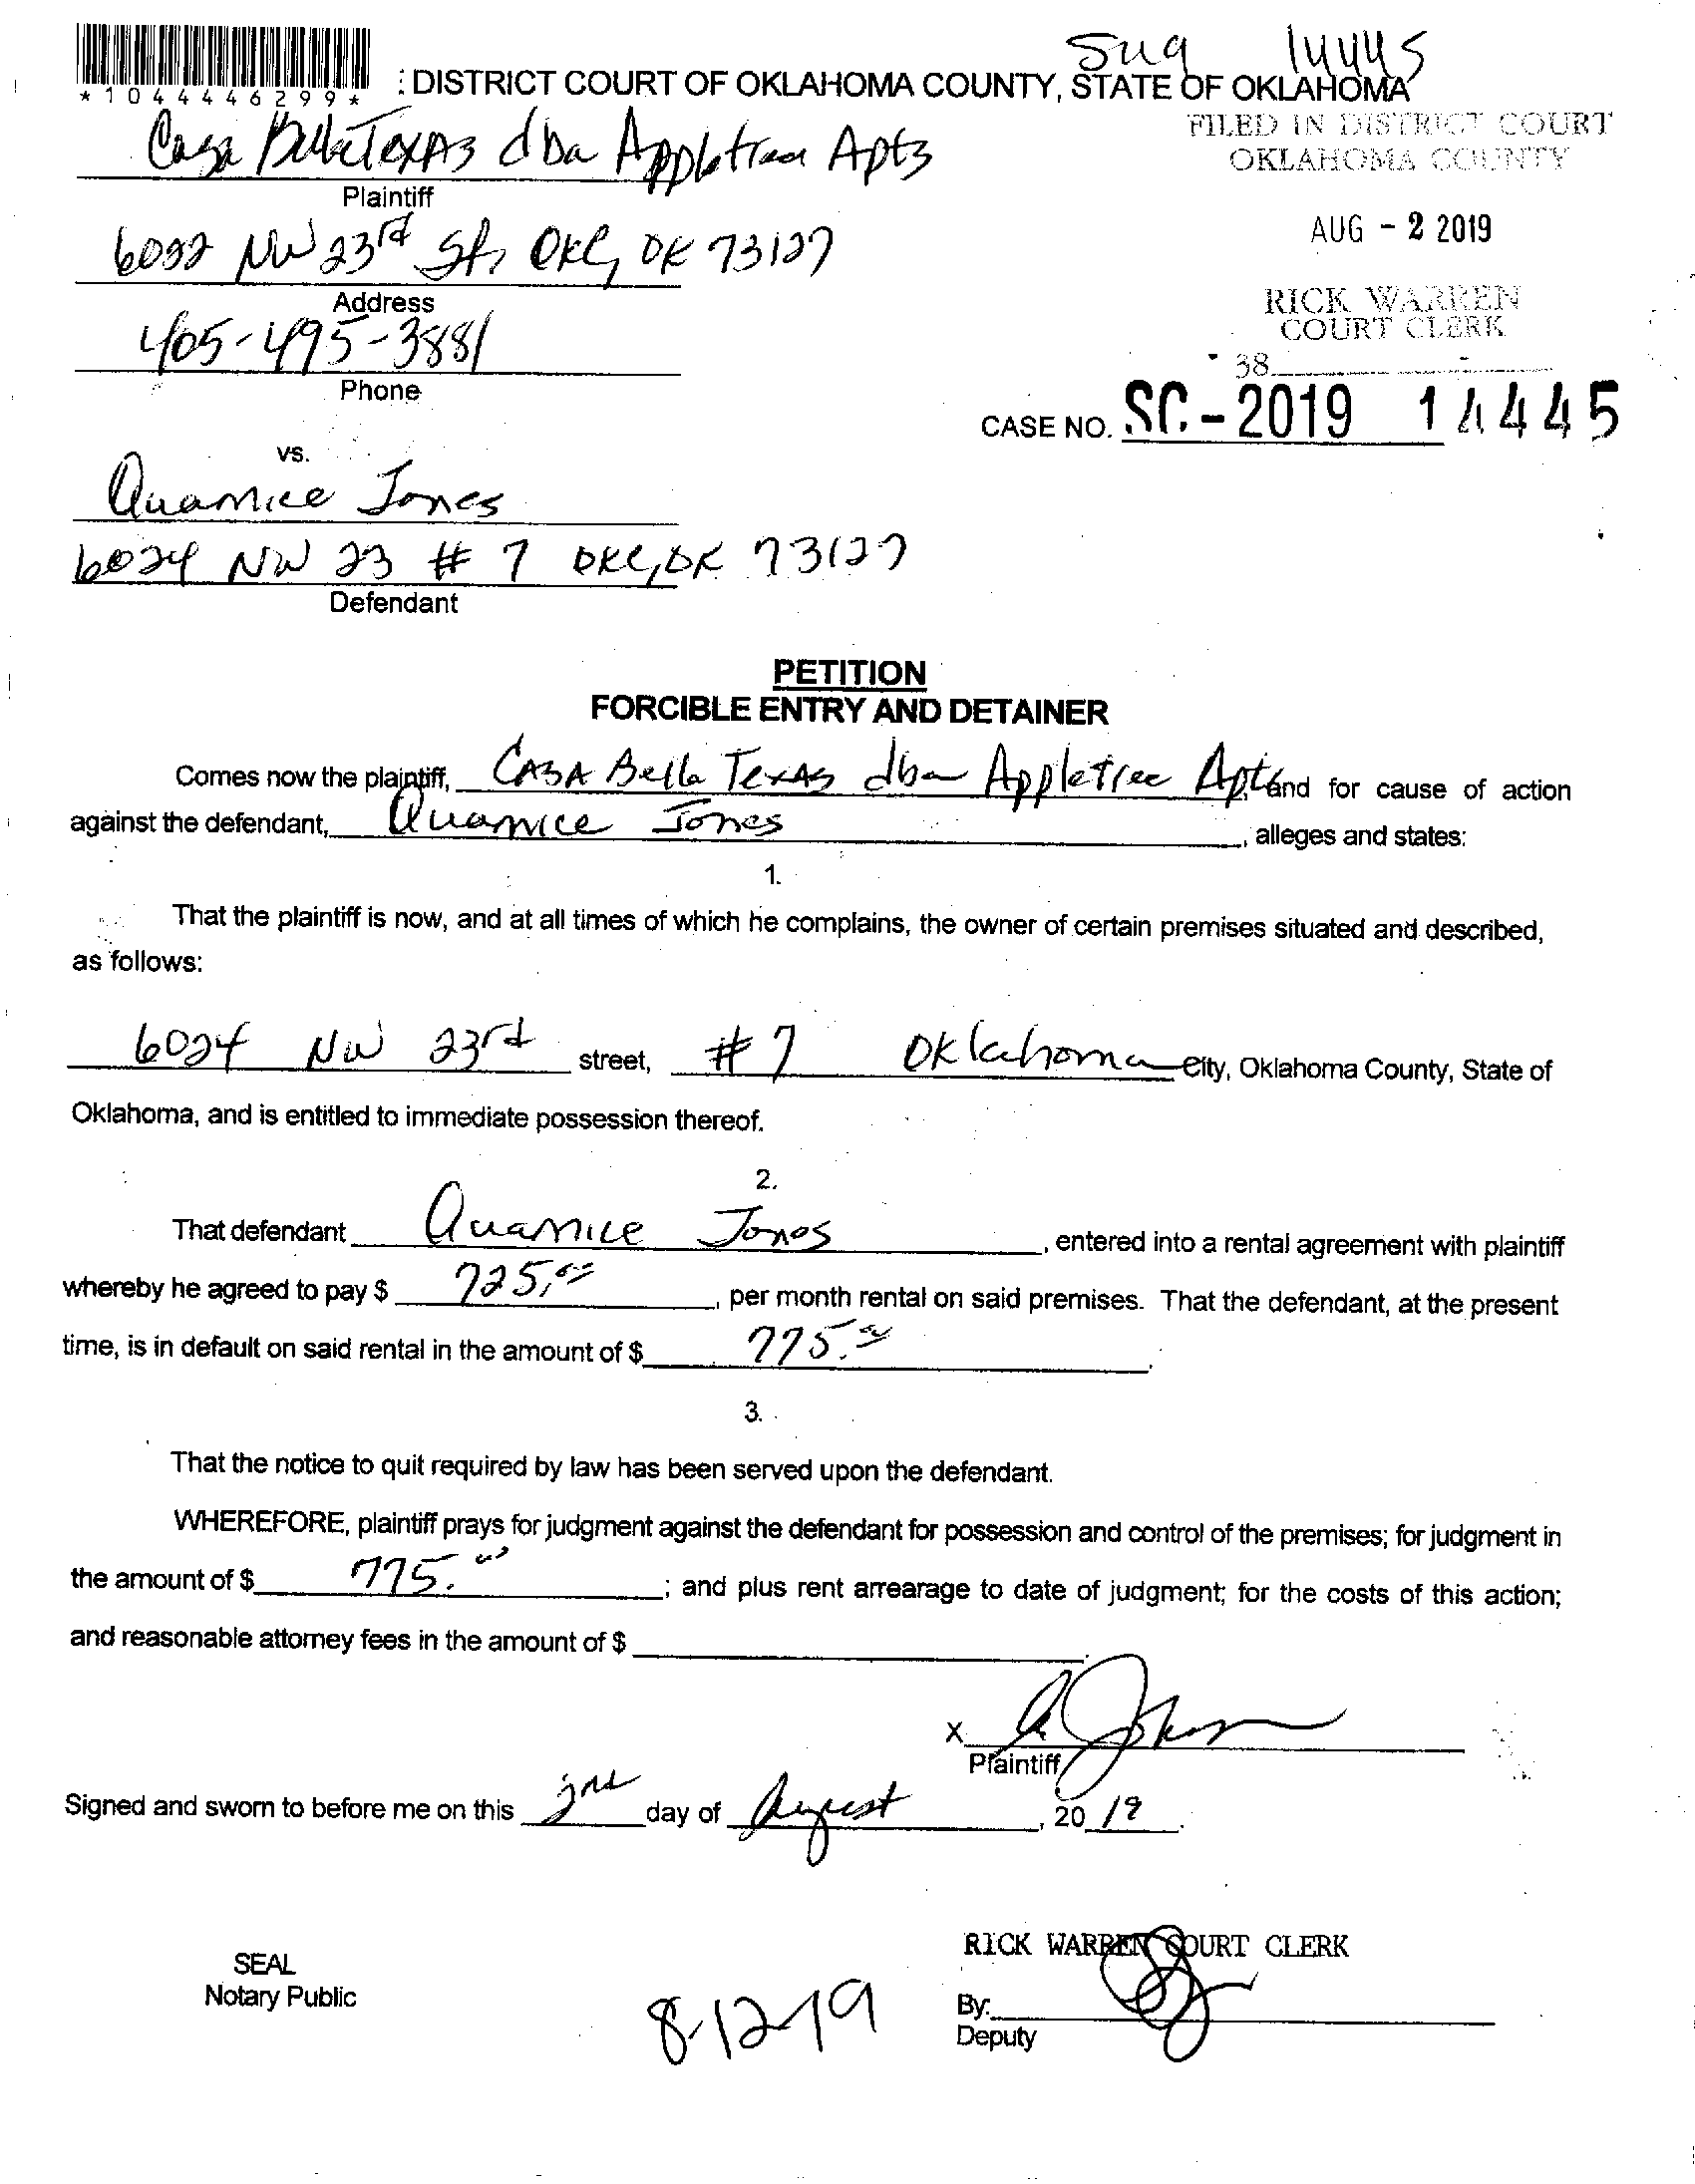 Sug 14445
*1044446299* : DISTRICT COURT OF OKLAHOMA COUNTY, STATE OF OKLAHOMA
FILED IN DISTRICT COURT
OKLAHOMA COUNTY
Casa Bella Texas dba Appletree Apts
Plaintiff
AUG - 2 2019
6022 NW 23rd St, OKC, OK 73127
Address
RICK WARREN
COURT CLERK
405-495-3881
Phone
38
CASE NO. SC-2019 14445
vs.
Quamice Jones
6024 NW 23 # 7 OKC, OK 73127
Defendant
PETITION
FORCIBLE ENTRY AND DETAINER
Comes now the plaintiff, CASA Bella Texas dba Appletree Apt and for cause of action
against the defendant, Quamice Jones, alleges and states:
1.
That the plaintiff is now, and at all times of which he complains, the owner of certain premises situated and described,
as follows:
6024 NW 23rd street, # 7 Oklahoma City, Oklahoma County, State of
Oklahoma, and is entitled to immediate possession thereof.
2.
That defendant Quamice Jones, entered into a rental agreement with plaintiff
whereby he agreed to pay $ 725.00, per month rental on said premises. That the defendant, at the present
time, is in default on said rental in the amount of $ 775.00.
3.
That the notice to quit required by law has been served upon the defendant.
WHEREFORE, plaintiff prays for judgment against the defendant for possession and control of the premises; for judgment in
the amount of $ 775.00; and plus rent arrearage to date of judgment; for the costs of this action;
and reasonable attorney fees in the amount of $
X
Plaintiff
Signed and sworn to before me on this 2nd day of August, 20 19.
RICK WARREN COURT CLERK
SEAL
Notary Public
8-12-19
By:
Deputy